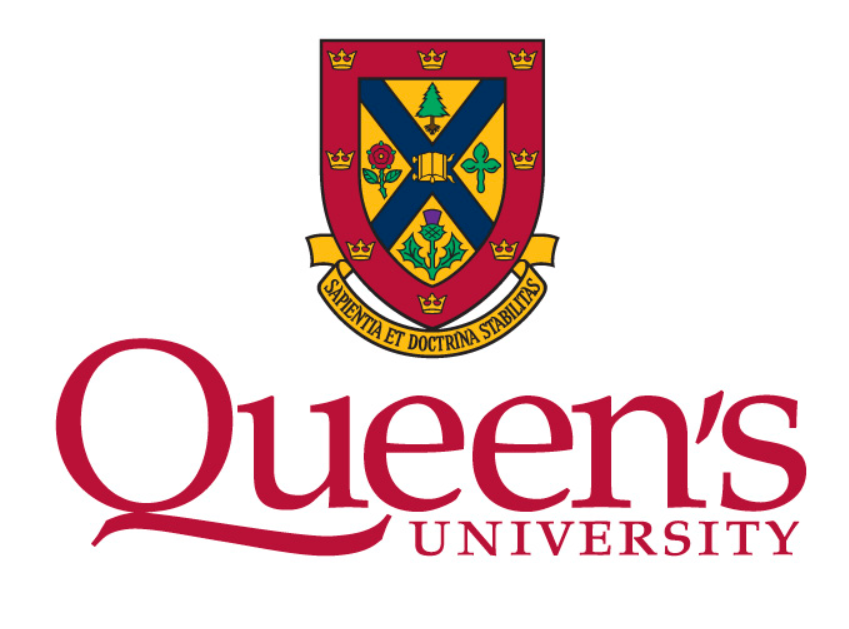 SAPIENTIA ET DOCTRINA STABILITAS
Queen's
UNIVERSITY